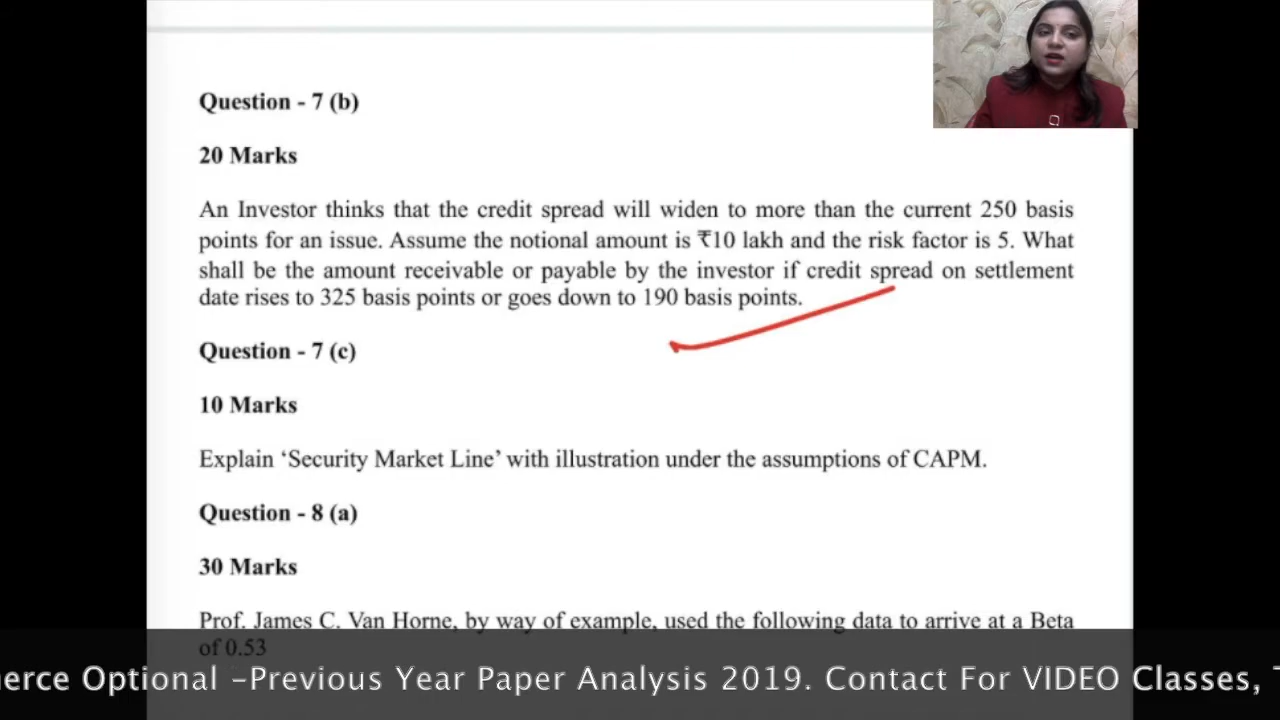 Question - 7 (b)
20 Marks
An Investor thinks that the credit spread will widen to more than the current 250 basis
points for an issue. Assume the notional amount is ₹10 lakh and the risk factor is 5. What
shall be the amount receivable or payable by the investor if credit spread on settlement
date rises to 325 basis points or goes down to 190 basis points.
Question - 7 (c)
10 Marks
Explain ‘Security Market Line’ with illustration under the assumptions of CAPM.
Question - 8 (a)
30 Marks
Prof. James C. Van Horne, by way of example, used the following data to arrive at a Beta
of 0.53
Optional –Previous Year Paper Analysis 2019. Contact For VIDEO Classes,